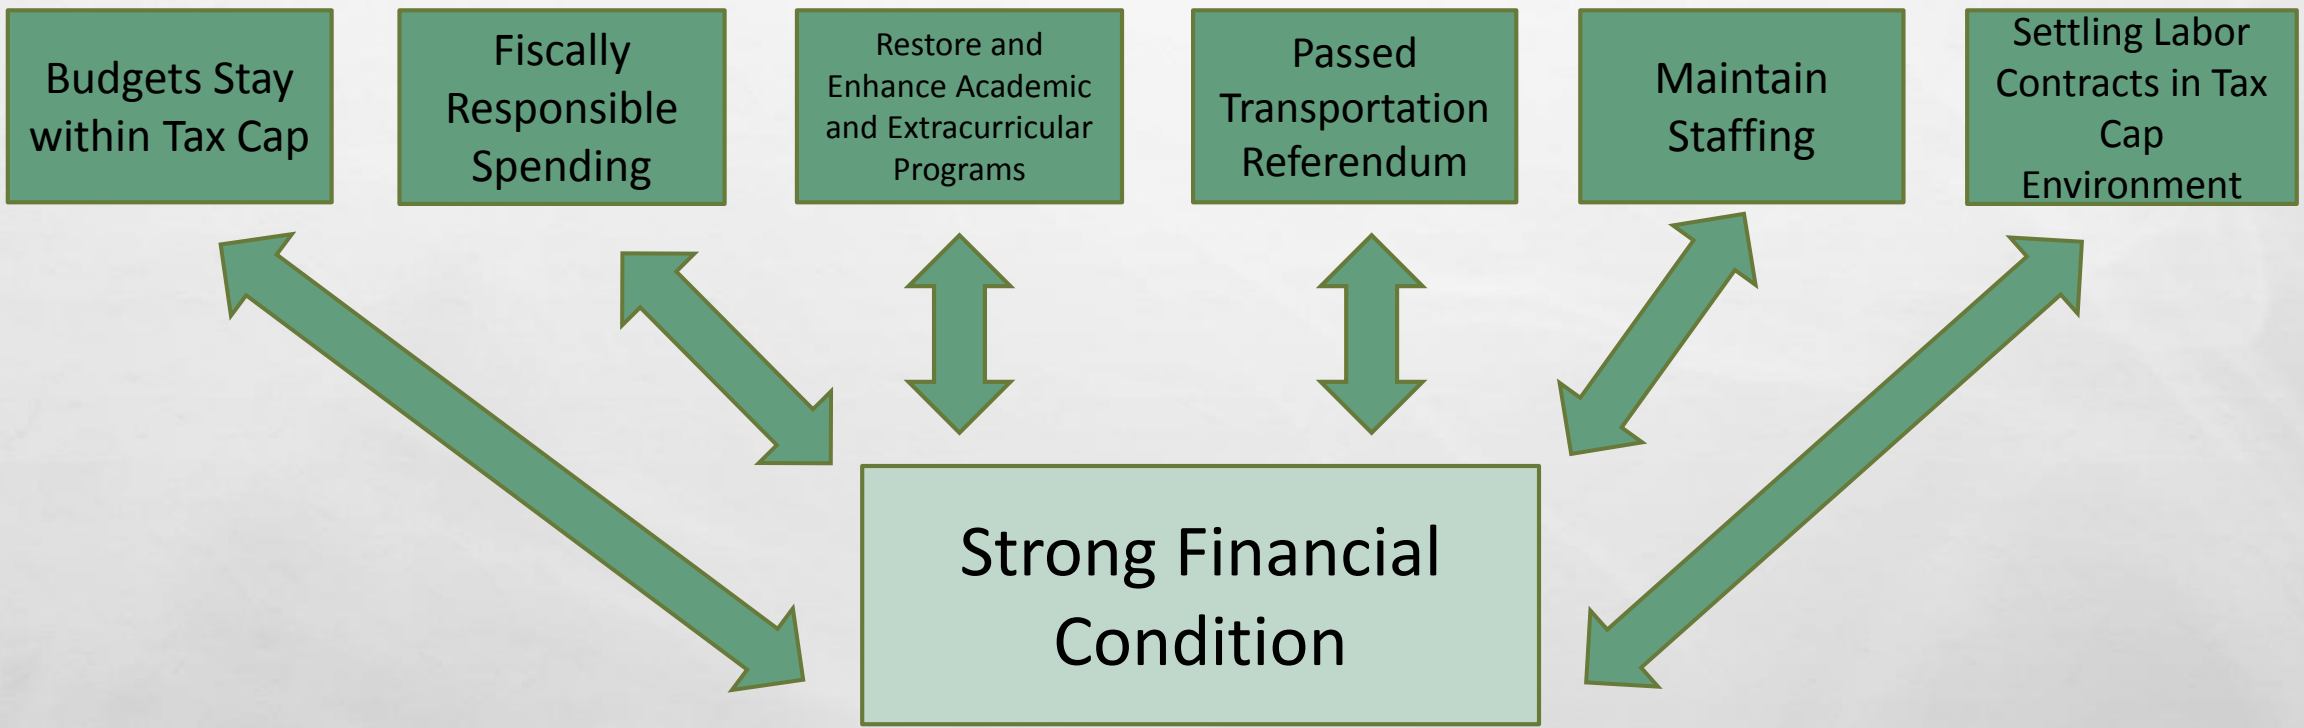 Budgets Stay
within Tax Cap
Fiscally
Responsible
Spending
Restore and
Enhance Academic
and Extracurricular
Programs
Passed
Transportation
Referendum
Maintain
Staffing
Settling Labor
Contracts in Tax
Cap
Environment
Strong Financial
Condition